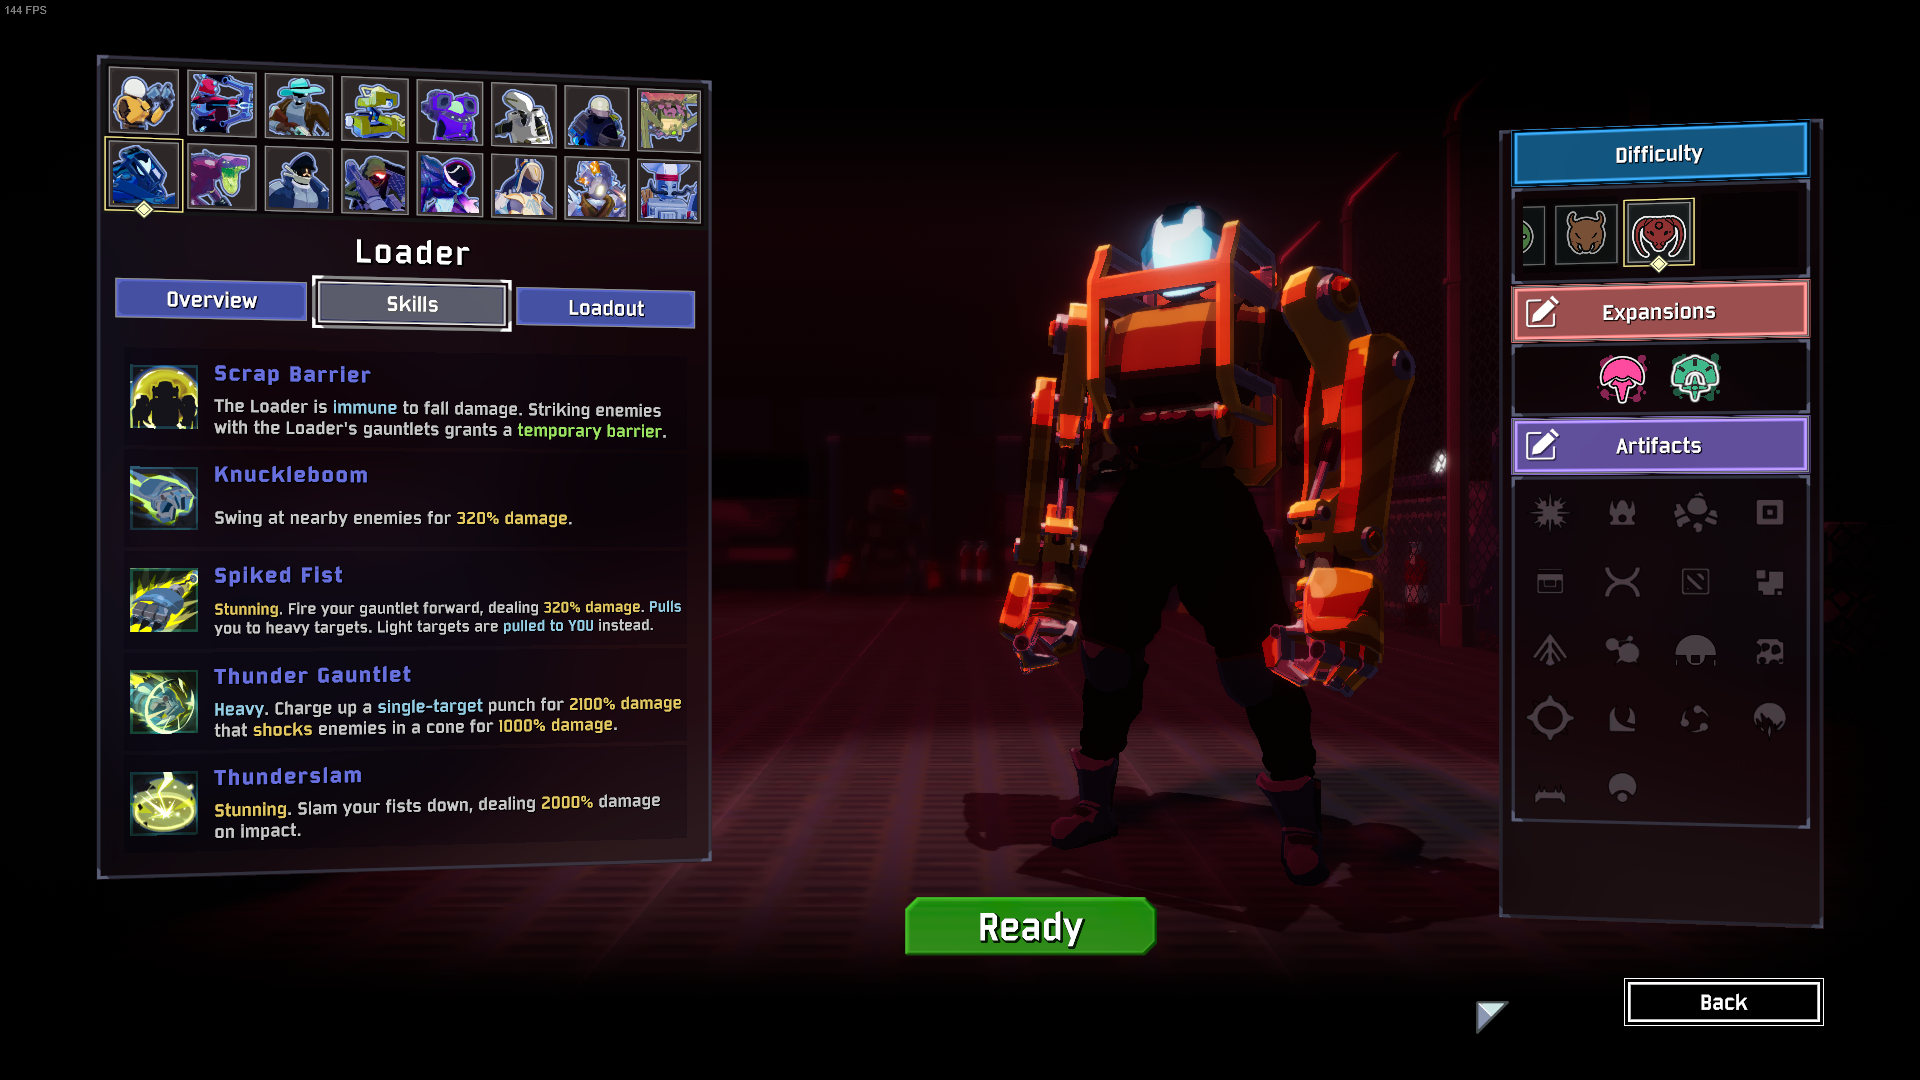 144 FPS
Loader
Overview
Skills
Loadout
Scrap Barrier
The Loader is immune to fall damage. Striking enemies
with the Loader's gauntlets grants a temporary barrier.
Knuckleboom
Swing at nearby enemies for 320% damage.
Spiked Fist
Stunning. Fire your gauntlet forward, dealing 320% damage. Pulls
you to heavy targets. Light targets are pulled to YOU instead.
Thunder Gauntlet
Heavy. Charge up a single-target punch for 2100% damage
that shocks enemies in a cone for 1000% damage.
Thunderslam
Stunning. Slam your fists down, dealing 2000% damage
on impact.
Ready
Difficulty
Expansions
Artifacts
Back